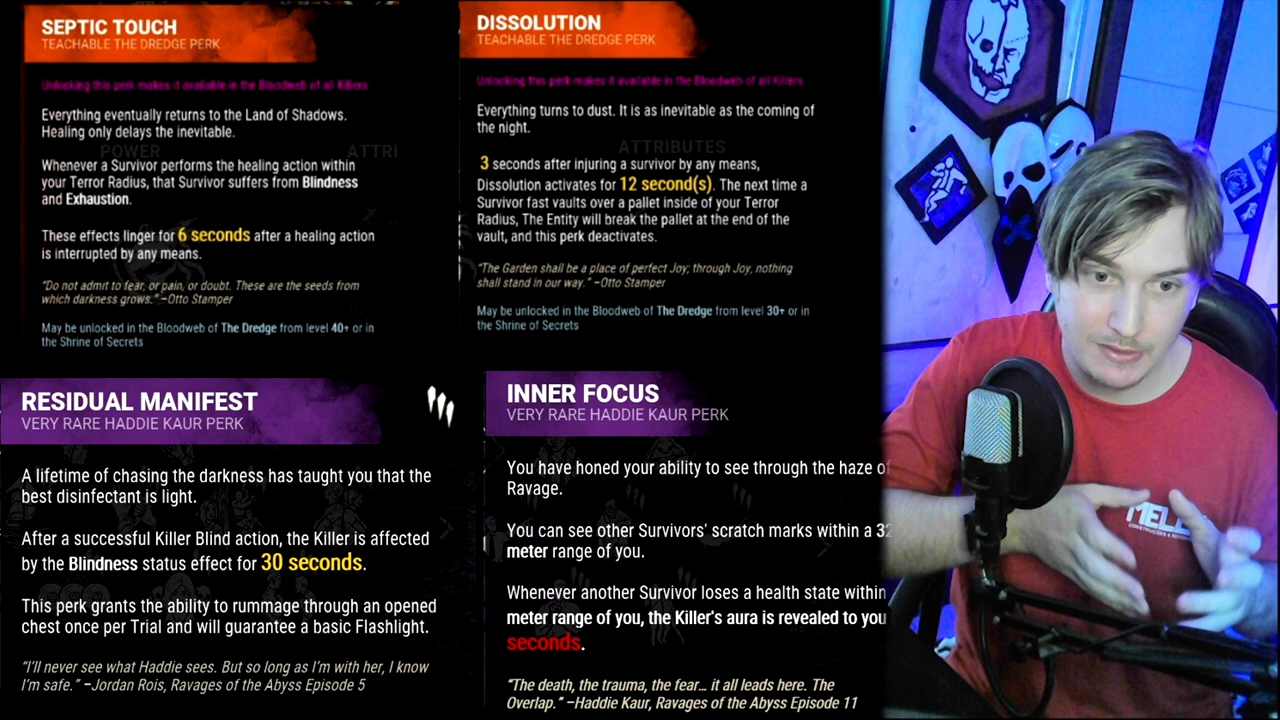 SEPTIC TOUCH
TEACHABLE THE DREDGE PERK
Unlocking this perk makes it available in the Bloodweb of all Killers
Everything eventually returns to the Land of Shadows.
Healing only delays the inevitable.
POWER
ATTRI
Whenever a Survivor performs the healing action within
your Terror Radius, that Survivor suffers from Blindness
and Exhaustion.
These effects linger for 6 seconds after a healing action
is interrupted by any means.
"Do not admit to fear, or pain, or doubt. These are the seeds from
which darkness grows." –Otto Stamper
May be unlocked in the Bloodweb of The Dredge from level 40+ or in
the Shrine of Secrets
DISSOLUTION
TEACHABLE THE DREDGE PERK
Unlocking this perk makes it available in the Bloodweb of all Killers
Everything turns to dust. It is as inevitable as the coming of
the night.
ATTRIBUTES
3 seconds after injuring a survivor by any means,
Dissolution activates for 12 second(s). The next time a
Survivor fast vaults over a pallet inside of your Terror
Radius, The Entity will break the pallet at the end of the
vault, and this perk deactivates.
"The Garden shall be a place of perfect Joy; through Joy, nothing
shall stand in our way." –Otto Stamper
May be unlocked in the Bloodweb of The Dredge from level 30+ or in
the Shrine of Secrets
RESIDUAL MANIFEST
VERY RARE HADDIE KAUR PERK
A lifetime of chasing the darkness has taught you that the
best disinfectant is light.
After a successful Killer Blind action, the Killer is affected
by the Blindness status effect for 30 seconds.
This perk grants the ability to rummage through an opened
chest once per Trial and will guarantee a basic Flashlight.
"I'll never see what Haddie sees. But so long as I'm with her, I know
I'm safe." –Jordan Rois, Ravages of the Abyss Episode 5
INNER FOCUS
VERY RARE HADDIE KAUR PERK
You have honed your ability to see through the haze of
Ravage.
You can see other Survivors' scratch marks within a 32
meter range of you.
Whenever another Survivor loses a health state within
meter range of you, the Killer's aura is revealed to you
seconds.
"The death, the trauma, the fear... it all leads here. The
Overlap." –Haddie Kaur, Ravages of the Abyss Episode 11